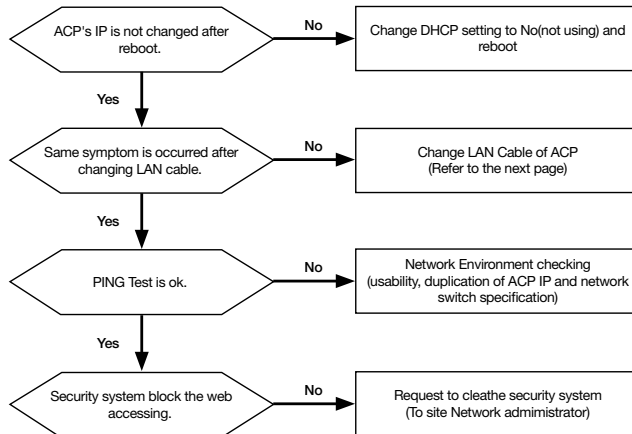 ACP's IP is not changed after
reboot.
No
Change DHCP setting to No(not using) and
reboot
Yes
Same symptom is occurred after
changing LAN cable.
No
Change LAN Cable of ACP
(Refer to the next page)
Yes
PING Test is ok.
No
Network Environment checking
(usability, duplication of ACP IP and network
switch specification)
Yes
Security system block the web
accessing.
No
Request to cleathe security system
(To site Network administrator)